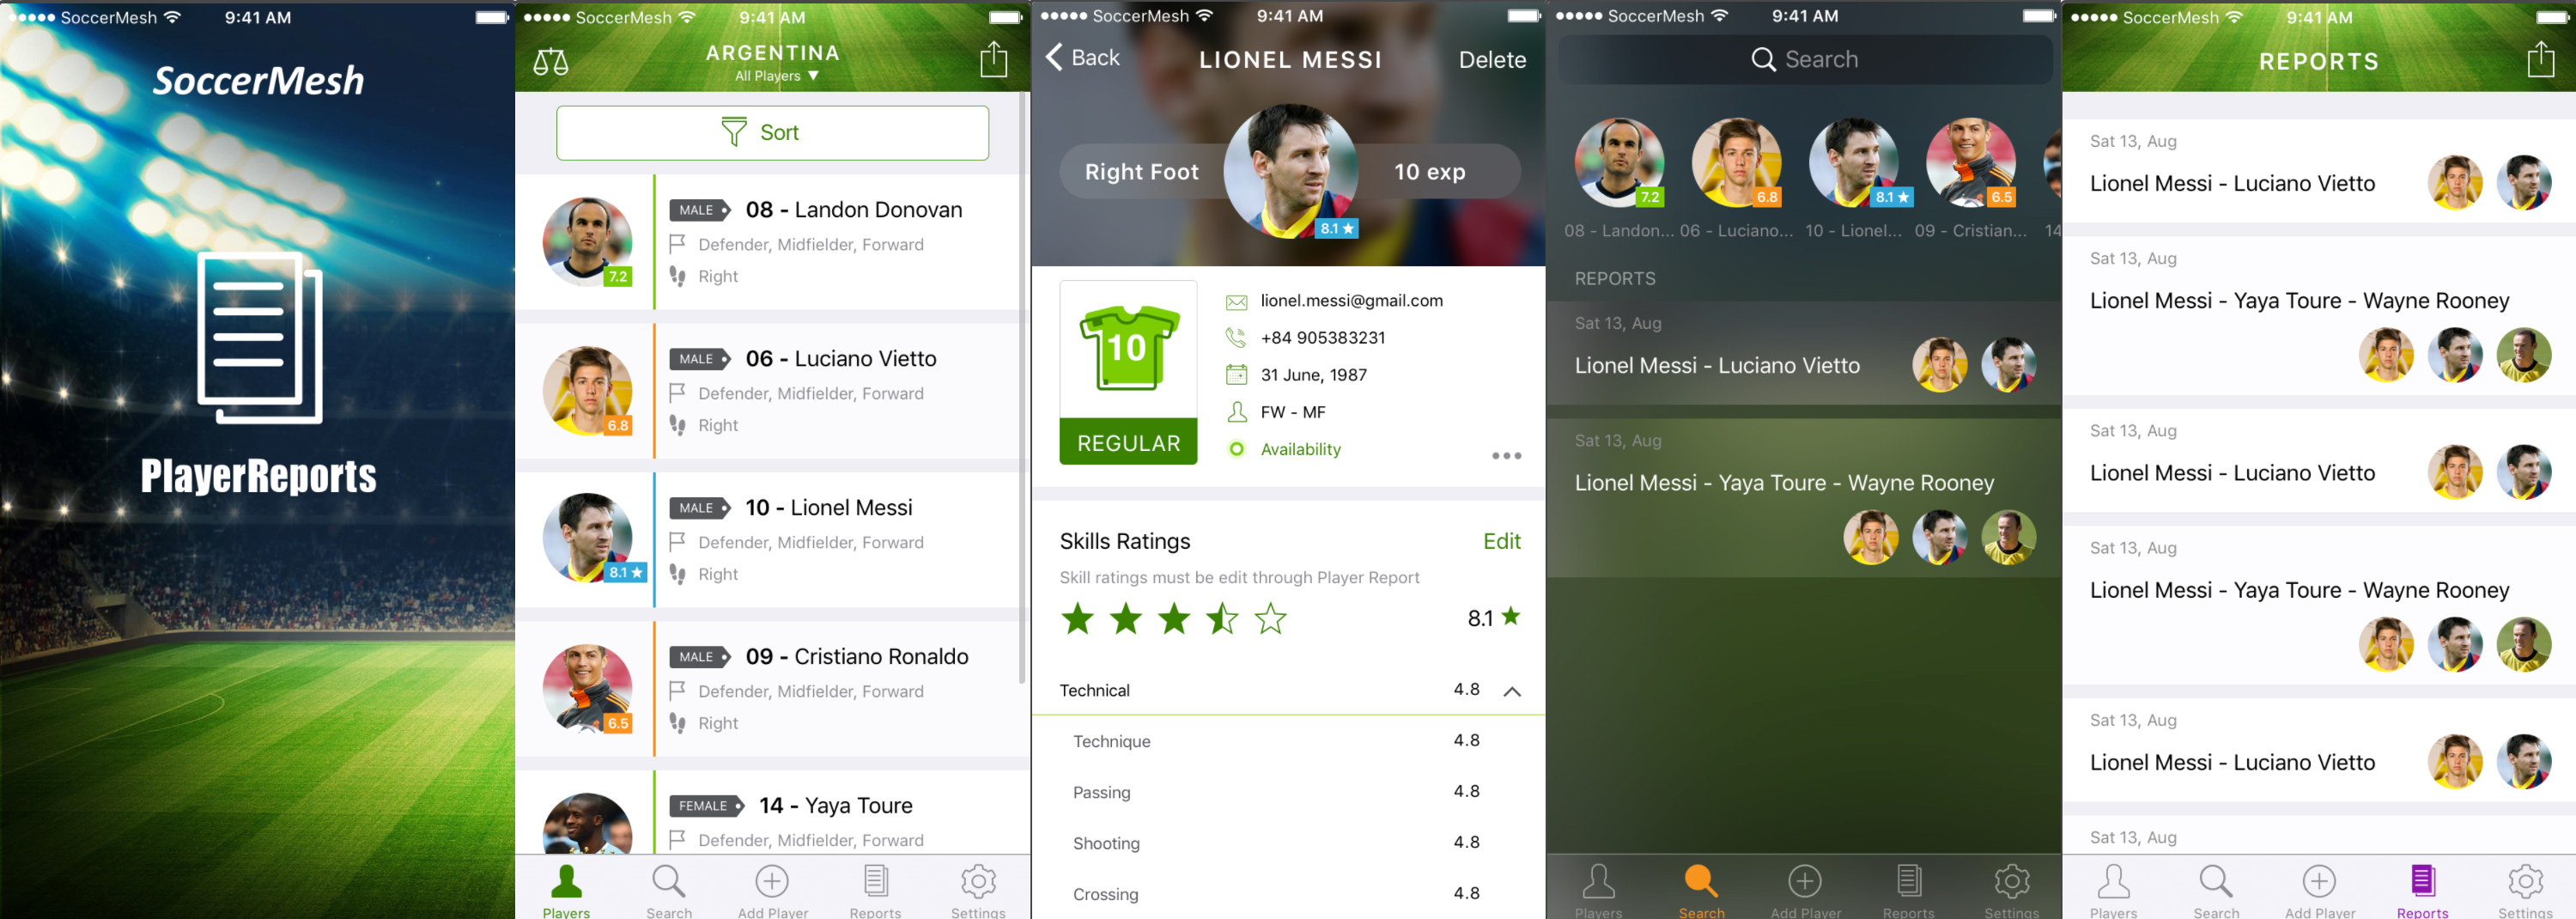 SoccerMesh 9:41 AM
SoccerMesh
PlayerReports
SoccerMesh 9:41 AM
ARGENTINA
All Players ▼
Sort
MALE 08 - Landon Donovan
Defender, Midfielder, Forward
7.2
Right
MALE 06 - Luciano Vietto
Defender, Midfielder, Forward
6.8
Right
MALE 10 - Lionel Messi
Defender, Midfielder, Forward
8.1 ★
Right
MALE 09 - Cristiano Ronaldo
Defender, Midfielder, Forward
6.5
Right
FEMALE 14 - Yaya Toure
Defender, Midfielder, Forward
Players Search Add Player Reports Settings
SoccerMesh 9:41 AM
Back LIONEL MESSI Delete
Right Foot 10 exp
8.1 ★
10
REGULAR
lionel.messi@gmail.com
+84 905383231
31 June, 1987
FW - MF
Availability
Skills Ratings Edit
Skill ratings must be edit through Player Report
8.1 ★
Technical 4.8
Technique 4.8
Passing 4.8
Shooting 4.8
Crossing 4.8
SoccerMesh 9:41 AM
Search
7.2 6.8 8.1 ★ 6.5
08 - Landon... 06 - Luciano... 10 - Lionel... 09 - Cristian... 14
REPORTS
Sat 13, Aug
Lionel Messi - Luciano Vietto
Sat 13, Aug
Lionel Messi - Yaya Toure - Wayne Rooney
Players Search Add Player Reports Settings
SoccerMesh 9:41 AM
REPORTS
Sat 13, Aug
Lionel Messi - Luciano Vietto
Sat 13, Aug
Lionel Messi - Yaya Toure - Wayne Rooney
Sat 13, Aug
Lionel Messi - Luciano Vietto
Sat 13, Aug
Lionel Messi - Yaya Toure - Wayne Rooney
Sat 13, Aug
Lionel Messi - Luciano Vietto
Sat 13, Aug
Players Search Add Player Reports Settings